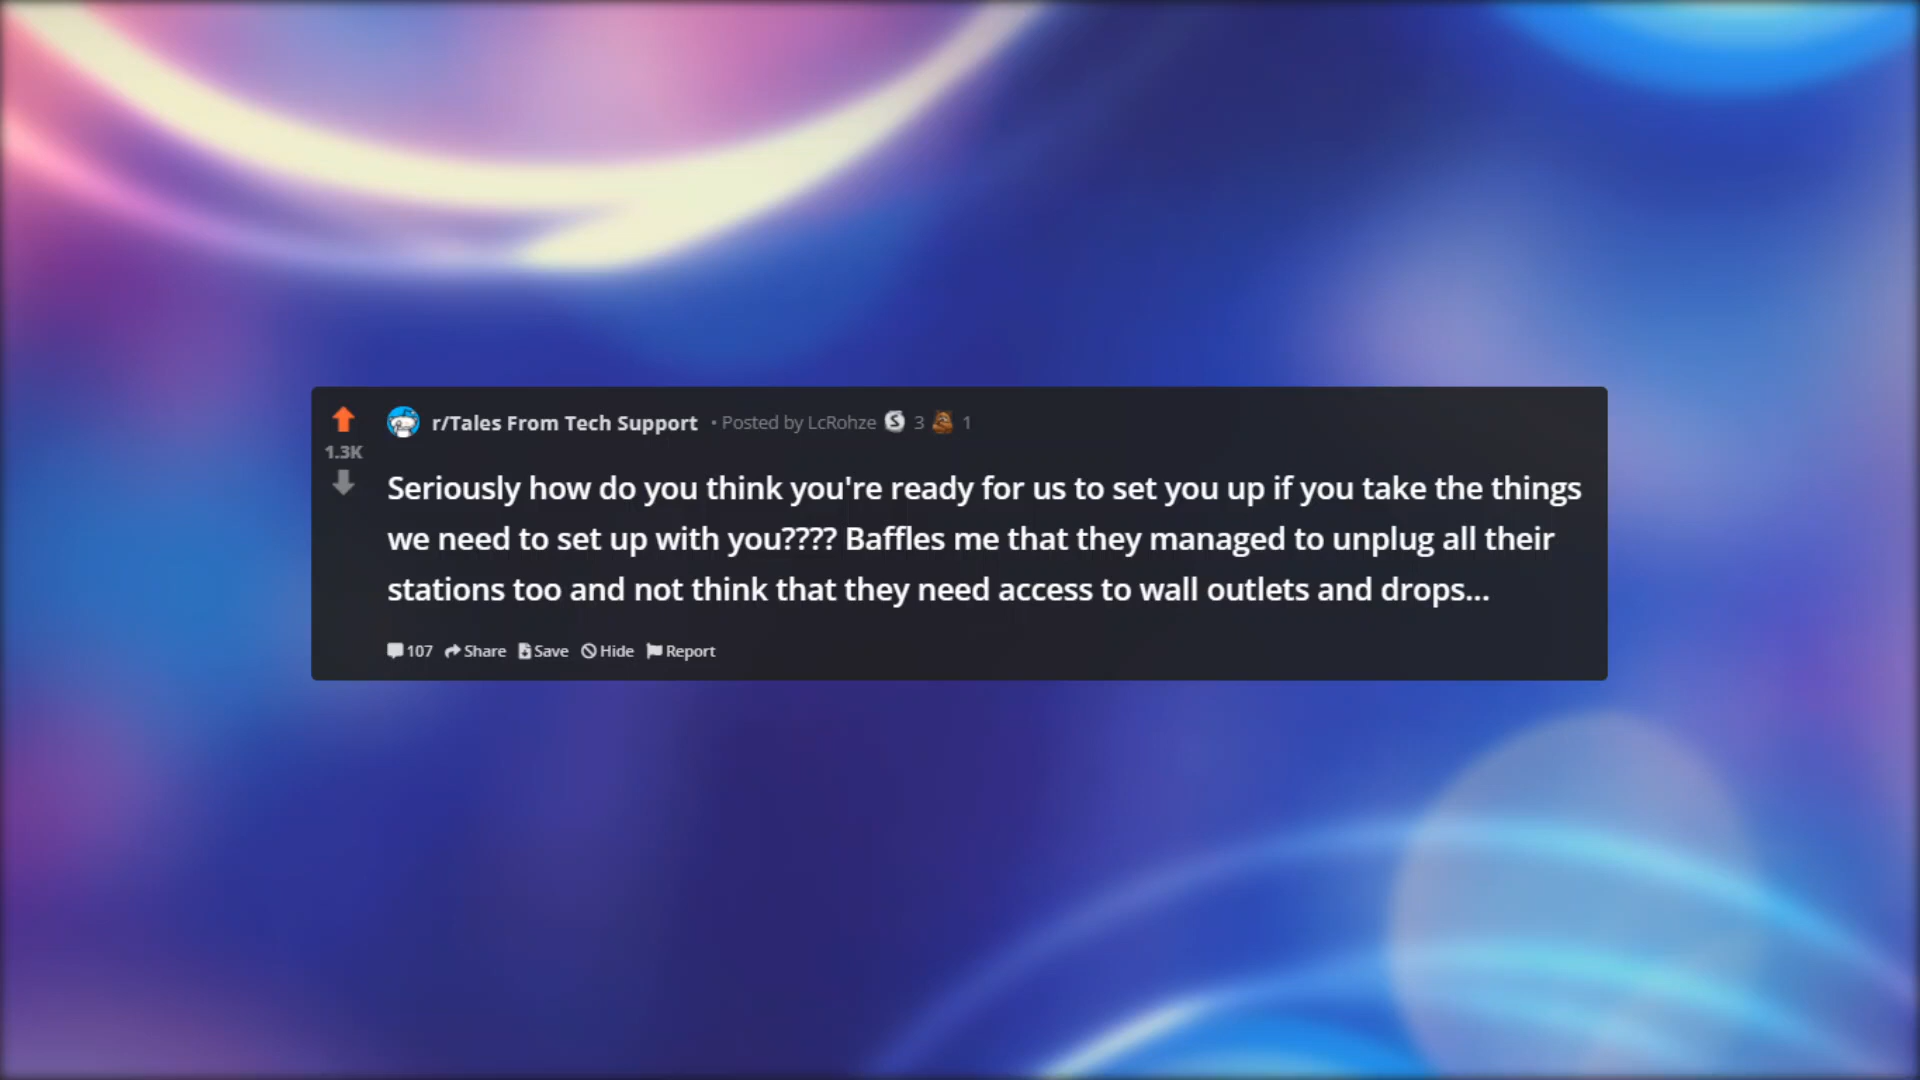 r/Tales From Tech Support • Posted by LcRohze 3 1
1.3K
Seriously how do you think you're ready for us to set you up if you take the things
we need to set up with you???? Baffles me that they managed to unplug all their
stations too and not think that they need access to wall outlets and drops...
107 Share Save Hide Report